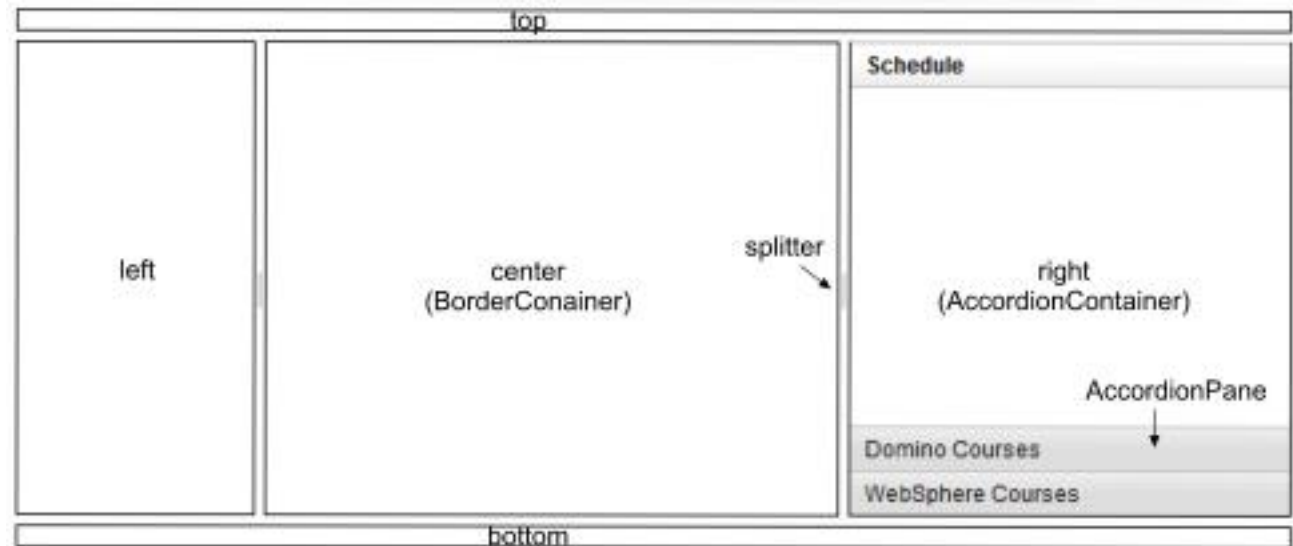 top
Schedule
left
center
(BorderConainer)
splitter
right
(AccordionContainer)
AccordionPane
Domino Courses
WebSphere Courses
bottom